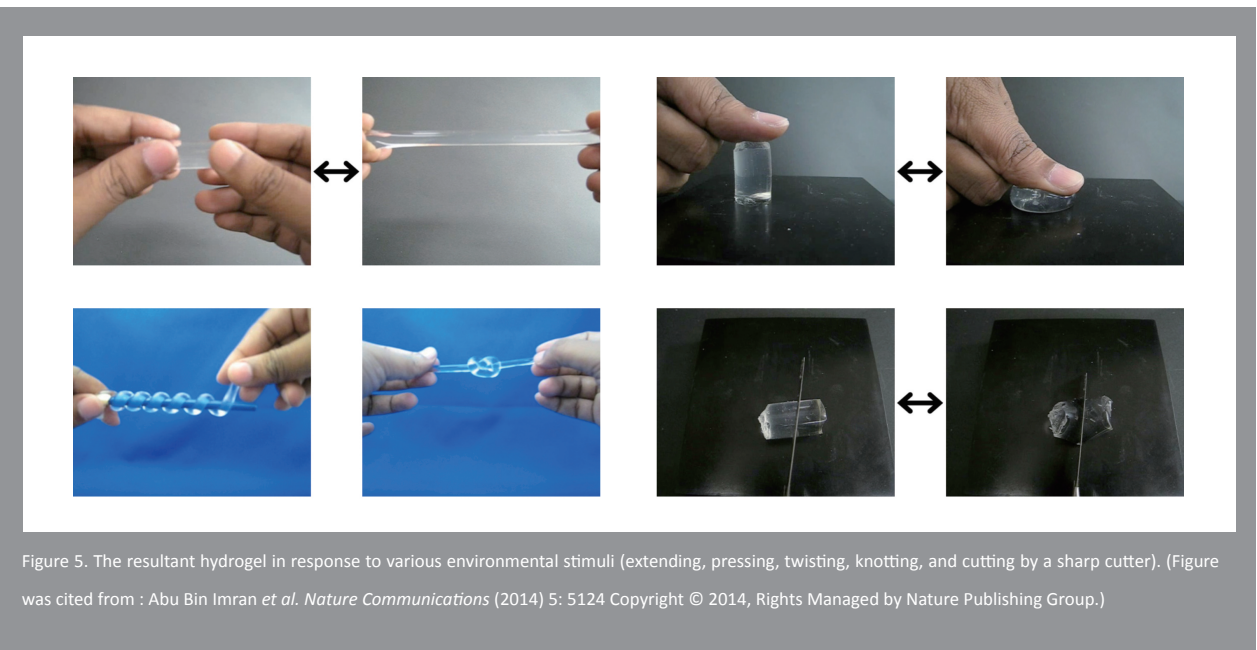 Figure 5. The resultant hydrogel in response to various environmental stimuli (extending, pressing, twisting, knotting, and cutting by a sharp cutter). (Figure
was cited from : Abu Bin Imran et al. Nature Communications (2014) 5: 5124 Copyright © 2014, Rights Managed by Nature Publishing Group.)